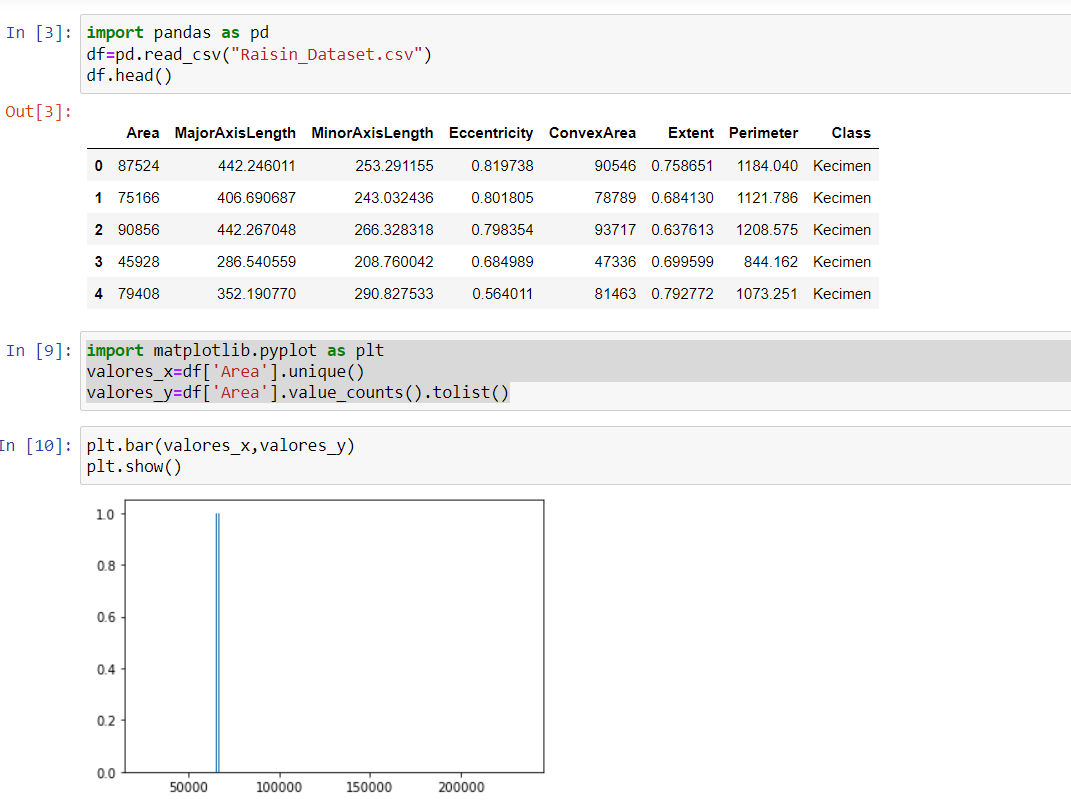 In [3]: import pandas as pd
df=pd.read_csv("Raisin_Dataset.csv")
df.head()
Out[3]:
Area MajorAxisLength MinorAxisLength Eccentricity ConvexArea Extent Perimeter Class
0 87524 442.246011 253.291155 0.819738 90546 0.758651 1184.040 Kecimen
1 75166 406.690687 243.032436 0.801805 78789 0.684130 1121.786 Kecimen
2 90856 442.267048 266.328318 0.798354 93717 0.637613 1208.575 Kecimen
3 45928 286.540559 208.760042 0.684989 47336 0.699599 844.162 Kecimen
4 79408 352.190770 290.827533 0.564011 81463 0.792772 1073.251 Kecimen
In [9]: import matplotlib.pyplot as plt
valores_x=df['Area'].unique()
valores_y=df['Area'].value_counts().tolist()
In [10]: plt.bar(valores_x,valores_y)
plt.show()
1.0
0.8
0.6
0.4
0.2
0.0
50000 100000 150000 200000